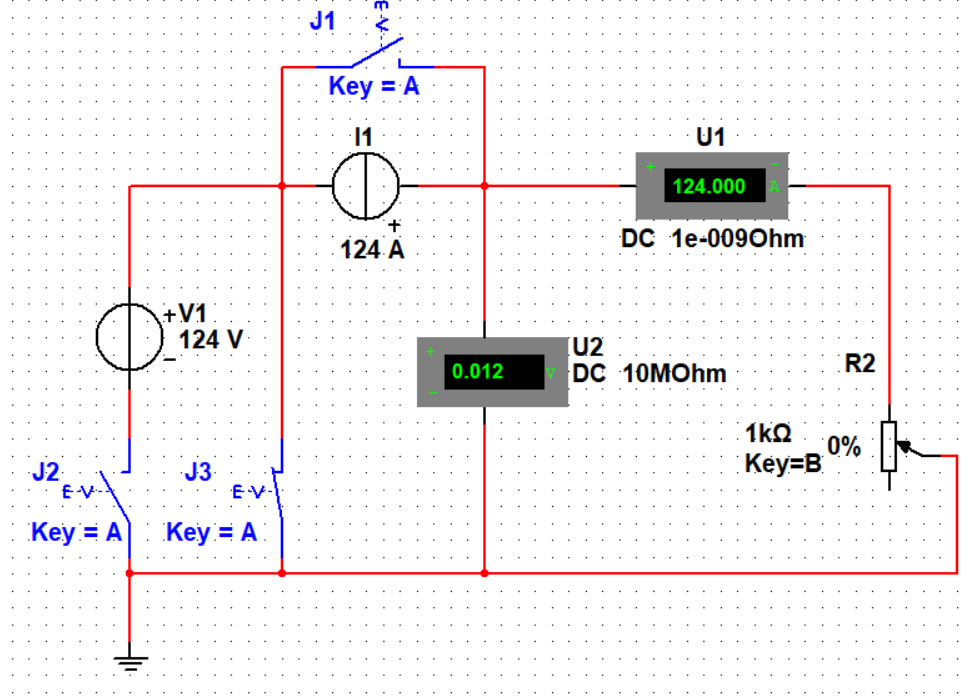 E V
J1
Key = A
I1
+
124 A
U1
+ -
124.000 A
DC 1e-009Ohm
+ V1
124 V
-
+
0.012 V
-
U2
DC 10MOhm
R2
1kΩ
Key=B
0%
J2
E V
Key = A
J3
E V
Key = A